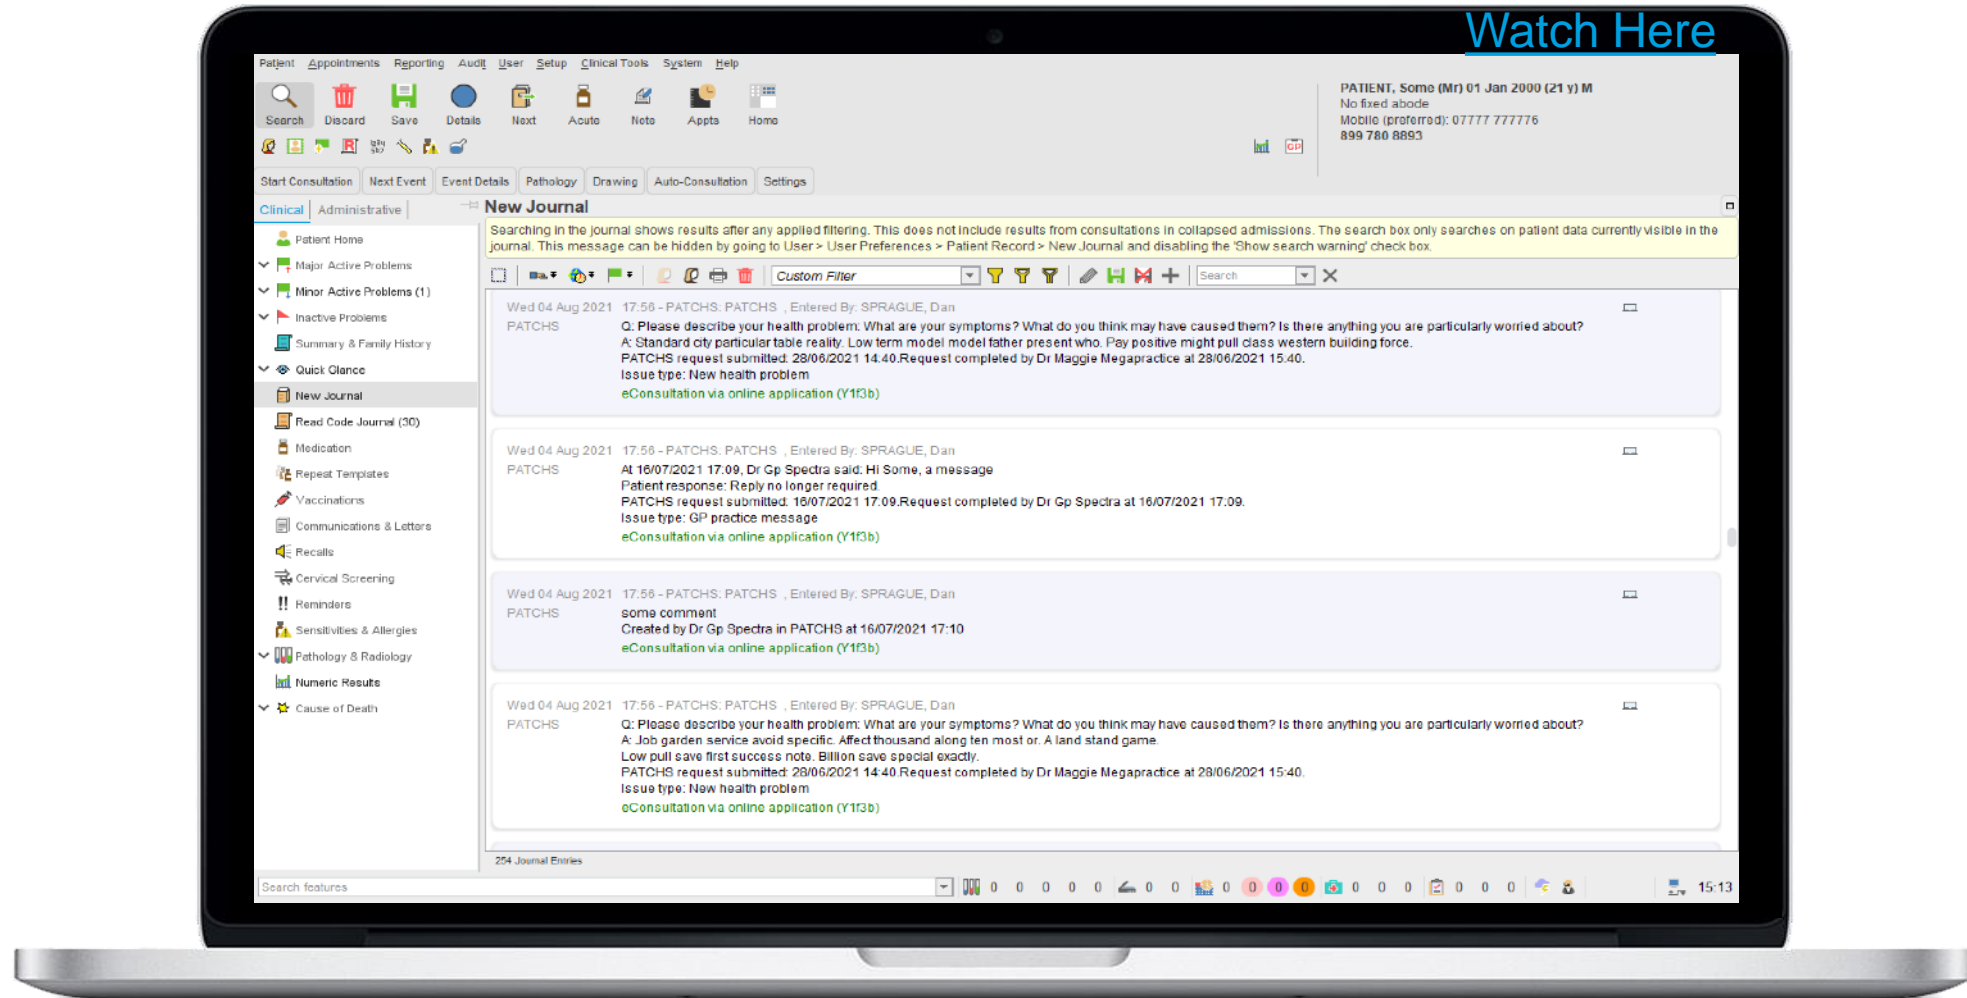 Watch Here
Patient Appointments Reporting Audit User Setup Clinical Tools System Help
Search Discard Save Details Next Acute Note Appts Home
PATIENT, Some (Mr) 01 Jan 2000 (21 y) M
No fixed abode
Mobile (preferred): 07777 777776
899 780 8893
GP
Start Consultation Next Event Event Details Pathology Drawing Auto-Consultation Settings
Clinical Administrative
Patient Home
Major Active Problems
Minor Active Problems (1)
Inactive Problems
Summary & Family History
Quick Glance
New Journal
Read Code Journal (30)
Medication
Repeat Templates
Vaccinations
Communications & Letters
Recalls
Cervical Screening
Reminders
Sensitivities & Allergies
Pathology & Radiology
Numeric Results
Cause of Death
New Journal
Searching in the journal shows results after any applied filtering. This does not include results from consultations in collapsed admissions. The search box only searches on patient data currently visible in the
journal. This message can be hidden by going to User > User Preferences > Patient Record > New Journal and disabling the 'Show search warning' check box.
Custom Filter Search
Wed 04 Aug 2021 17:56 - PATCHS: PATCHS , Entered By: SPRAGUE, Dan
PATCHS Q: Please describe your health problem: What are your symptoms? What do you think may have caused them? Is there anything you are particularly worried about?
A: Standard city particular table reality. Low term model model father present who. Pay positive might pull class western building force.
PATCHS request submitted: 28/06/2021 14:40.Request completed by Dr Maggie Megapractice at 28/06/2021 15:40.
Issue type: New health problem
eConsultation via online application (Y1f3b)
Wed 04 Aug 2021 17:56 - PATCHS: PATCHS , Entered By: SPRAGUE, Dan
PATCHS At 16/07/2021 17:09, Dr Gp Spectra said: Hi Some, a message
Patient response: Reply no longer required.
PATCHS request submitted: 16/07/2021 17:09.Request completed by Dr Gp Spectra at 16/07/2021 17:09.
Issue type: GP practice message
eConsultation via online application (Y1f3b)
Wed 04 Aug 2021 17:56 - PATCHS: PATCHS , Entered By: SPRAGUE, Dan
PATCHS some comment
Created by Dr Gp Spectra in PATCHS at 16/07/2021 17:10
eConsultation via online application (Y1f3b)
Wed 04 Aug 2021 17:56 - PATCHS: PATCHS , Entered By: SPRAGUE, Dan
PATCHS Q: Please describe your health problem: What are your symptoms? What do you think may have caused them? Is there anything you are particularly worried about?
A: Job garden service avoid specific. Affect thousand along ten most or. A land stand game.
Low pull save first success note. Billion save special exactly.
PATCHS request submitted: 28/06/2021 14:40.Request completed by Dr Maggie Megapractice at 28/06/2021 15:40.
Issue type: New health problem
eConsultation via online application (Y1f3b)
254 Journal Entries
Search features 0 0 0 0 0 0 0 0 0 0 0 0 0 0 0 0 0 15:13